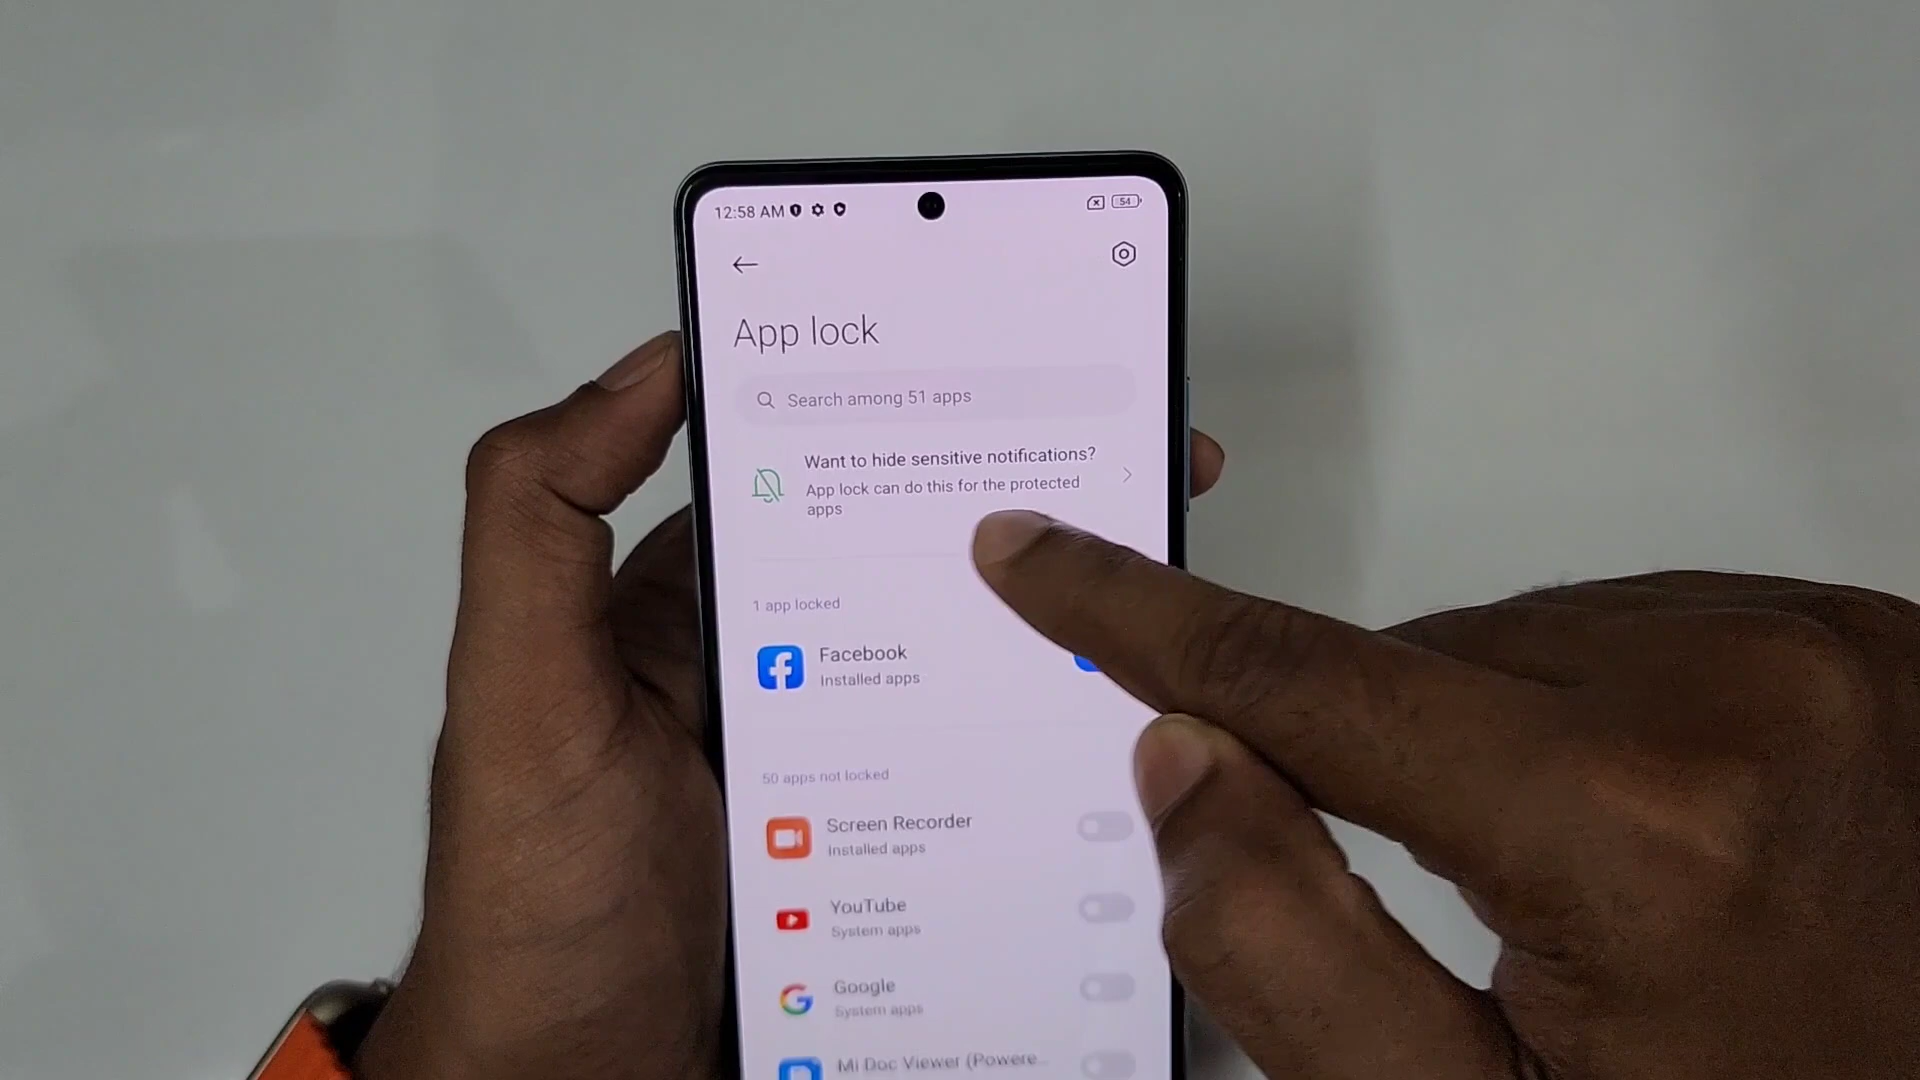 12:58 AM
54
App lock
Search among 51 apps
Want to hide sensitive notifications?
App lock can do this for the protected
apps
1 app locked
Facebook
Installed apps
50 apps not locked
Screen Recorder
Installed apps
YouTube
System apps
Google
System apps
Mi Doc Viewer (Powere...